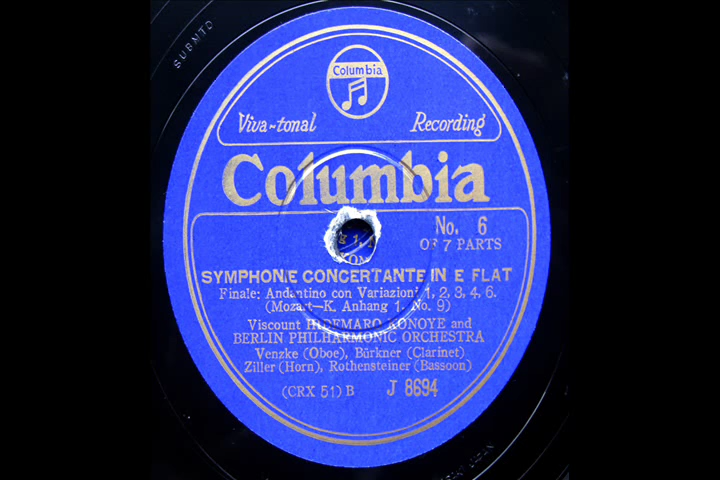 SUBMTD
Columbia
Viva-tonal Recording
Columbia
No. 6
OF 7 PARTS
SYMPHONIE CONCERTANTE IN E FLAT
Finale: Andantino con Variazioni 1, 2, 3, 4, 6.
(Mozart—K. Anhang 1. No. 9)
Viscount HIDEMARO KONOYE and
BERLIN PHILHARMONIC ORCHESTRA
Venzke (Oboe), Bürkner (Clarinet)
Ziller (Horn), Rothensteiner (Bassoon)
(CRX 51) B J 8694
JAPAN